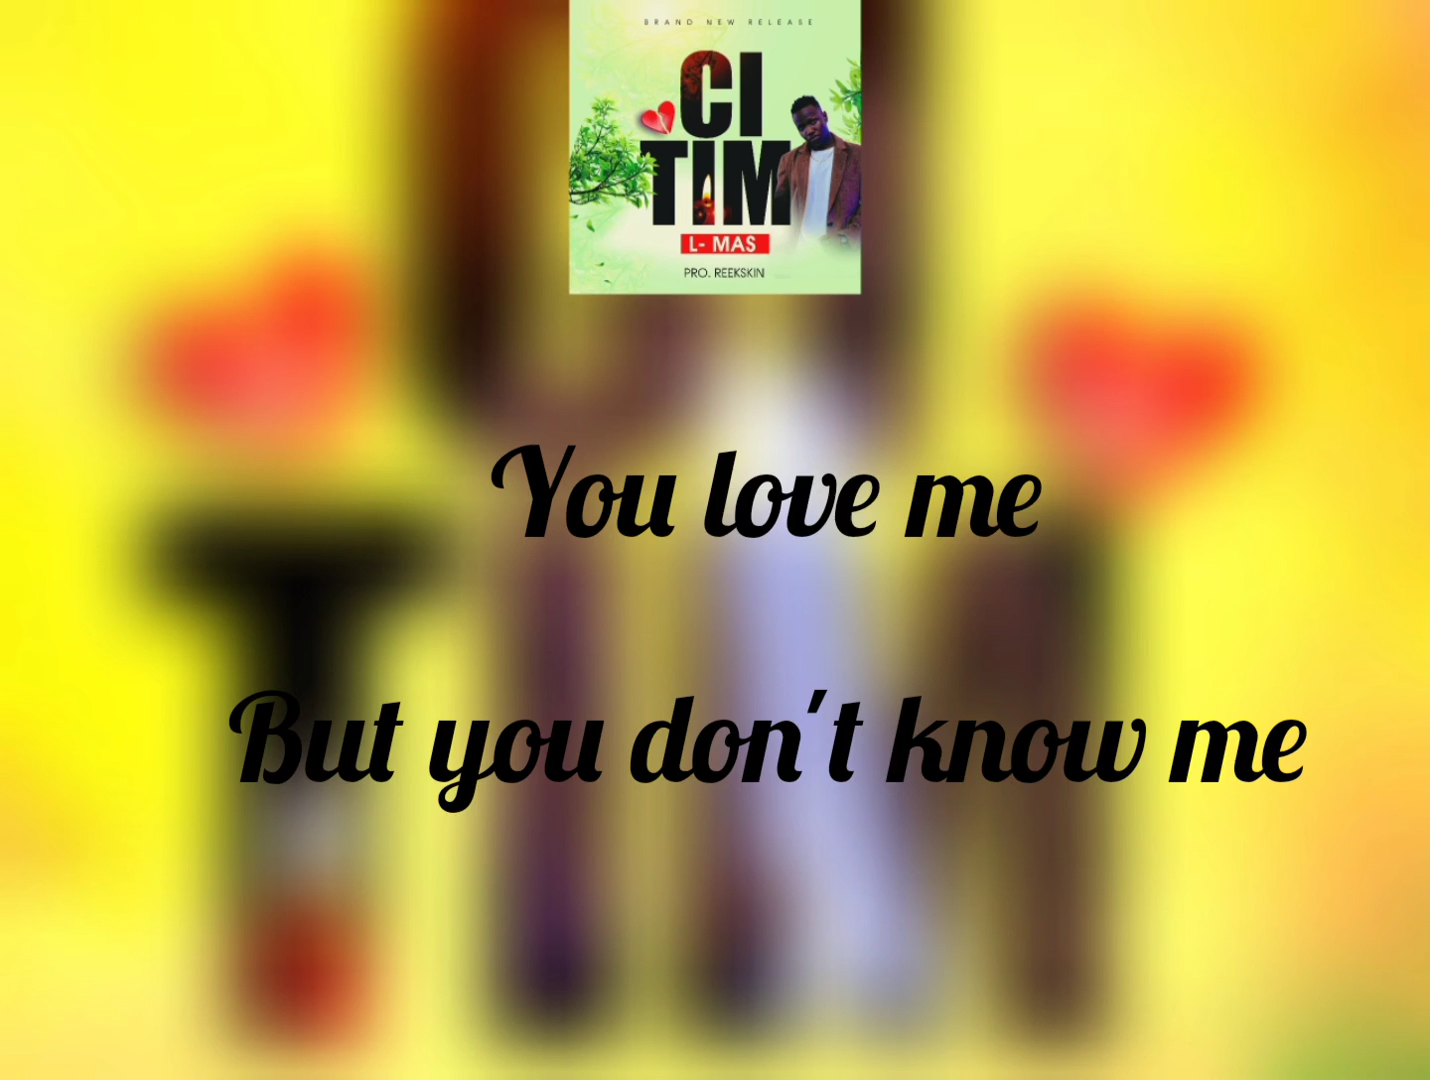 BRAND NEW RELEASE
CI
TIM
L- MAS
PRO. REEKSKIN
You love me
But you don't know me